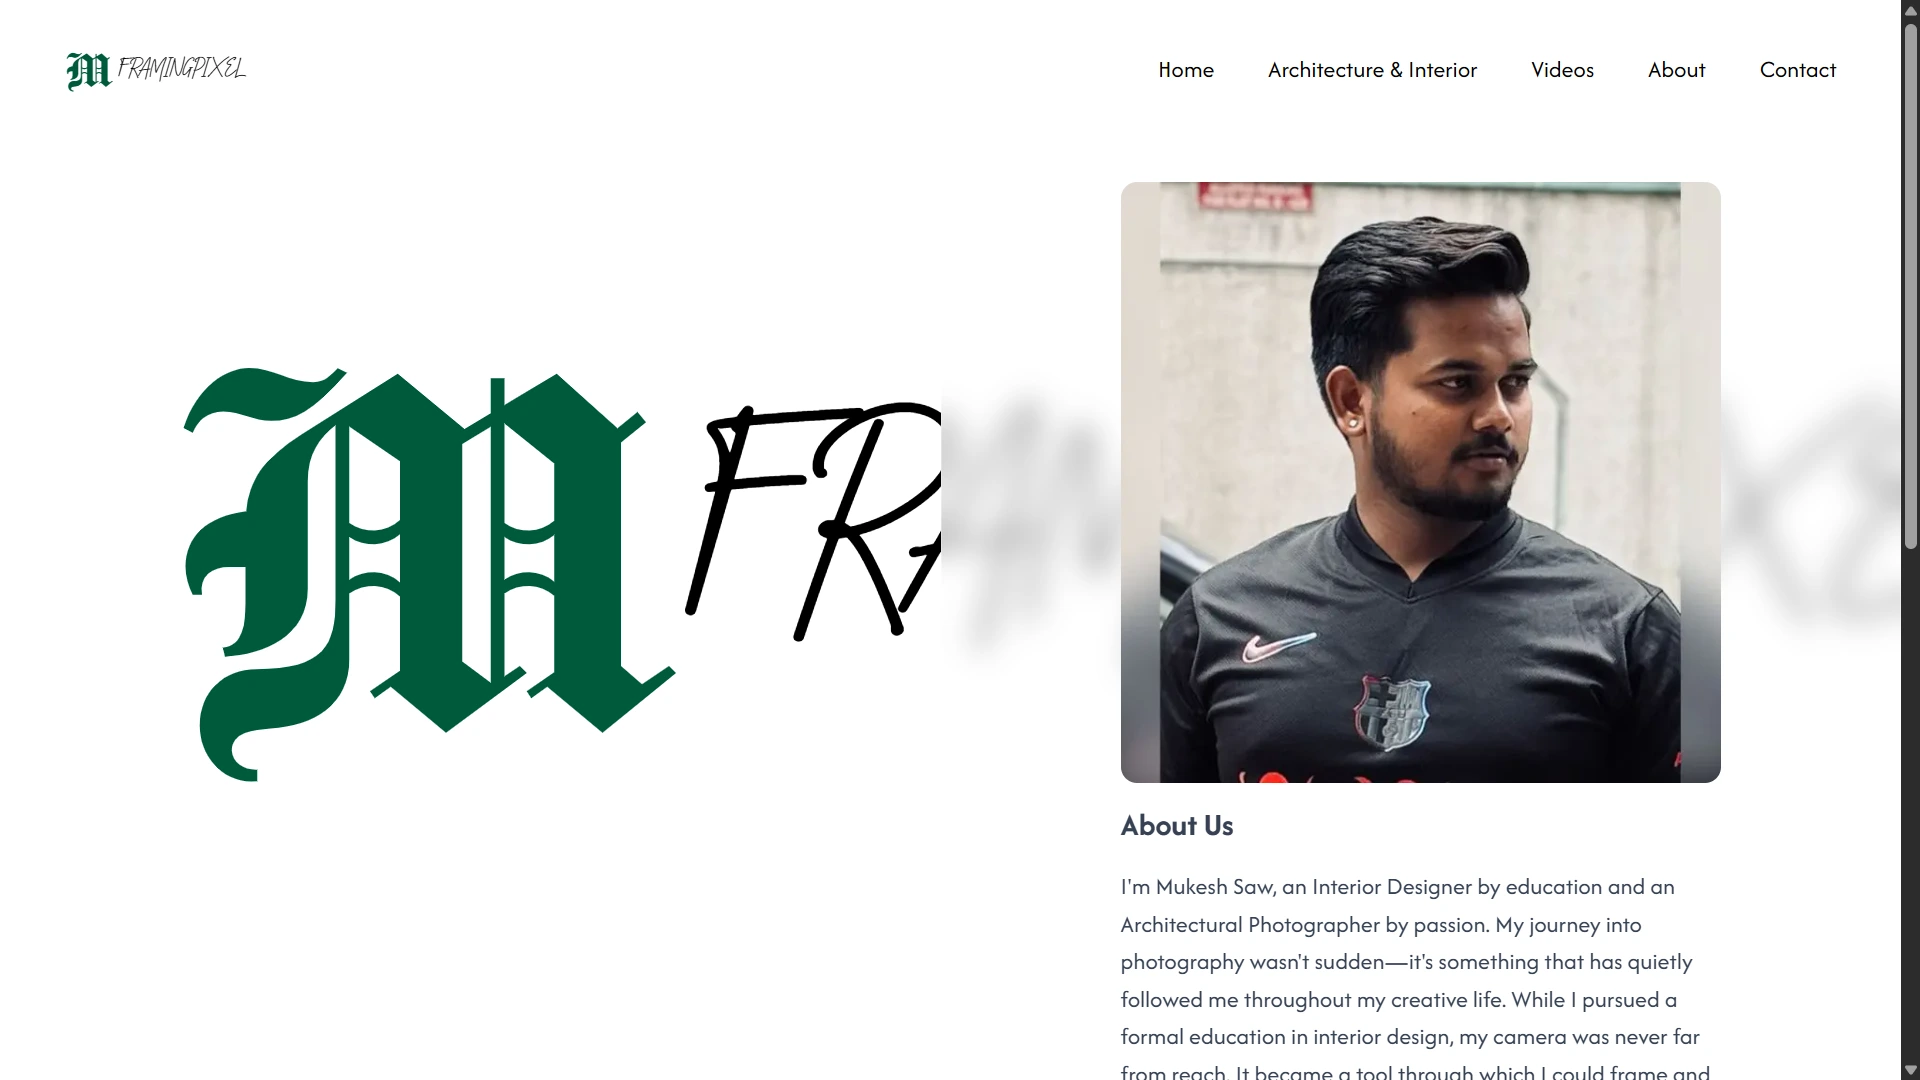 M FRAMINGPIXEL
Home
Architecture & Interior
Videos
About
Contact
M FRA
About Us
I'm Mukesh Saw, an Interior Designer by education and an
Architectural Photographer by passion. My journey into
photography wasn't sudden—it's something that has quietly
followed me throughout my creative life. While I pursued a
formal education in interior design, my camera was never far
from reach. It became a tool through which I could frame and